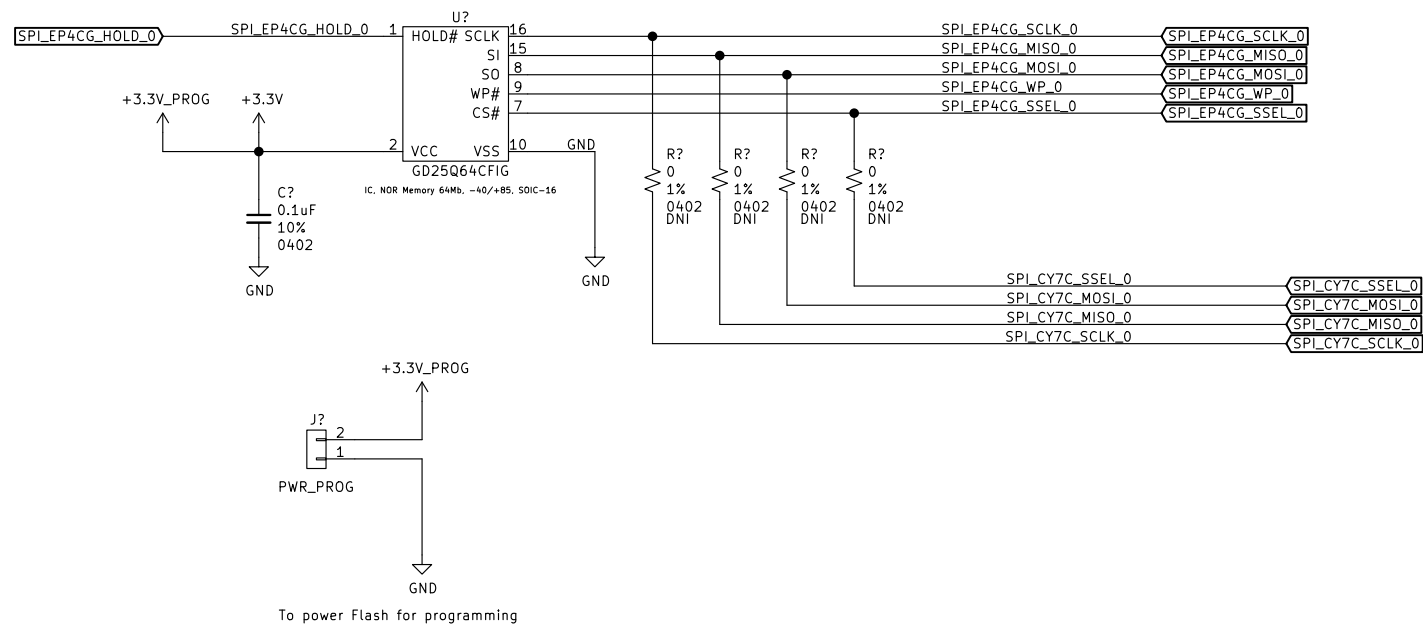 U?
SPI_EP4CG_HOLD_0
SPI_EP4CG_HOLD_0
1
HOLD#
SCLK
16
SPI_EP4CG_SCLK_0
SPI_EP4CG_SCLK_0
SI
15
SPI_EP4CG_MISO_0
SPI_EP4CG_MISO_0
SO
8
SPI_EP4CG_MOSI_0
SPI_EP4CG_MOSI_0
WP#
9
SPI_EP4CG_WP_0
SPI_EP4CG_WP_0
CS#
7
SPI_EP4CG_SSEL_0
SPI_EP4CG_SSEL_0
+3.3V_PROG
+3.3V
2
VCC
VSS
10
GND
GD25Q64CFIG
IC, NOR Memory 64Mb, -40/+85, SOIC-16
C?
0.1uF
10%
0402
GND
GND
R?
0
1%
0402
DNI
R?
0
1%
0402
DNI
R?
0
1%
0402
DNI
R?
0
1%
0402
DNI
SPI_CY7C_SSEL_0
SPI_CY7C_SSEL_0
SPI_CY7C_MOSI_0
SPI_CY7C_MOSI_0
SPI_CY7C_MISO_0
SPI_CY7C_MISO_0
SPI_CY7C_SCLK_0
SPI_CY7C_SCLK_0
+3.3V_PROG
J?
2
1
PWR_PROG
GND
To power Flash for programming